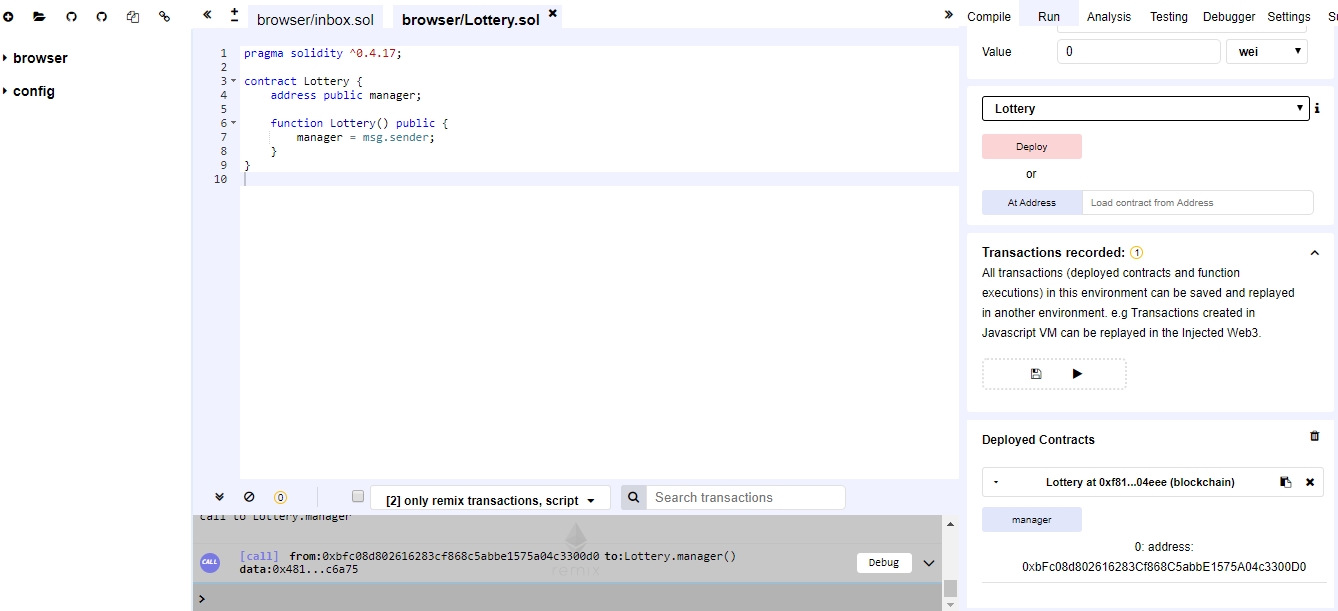 browser
config
browser/inbox.sol
browser/Lottery.sol
1 pragma solidity ^0.4.17;
2
3 contract Lottery {
4 address public manager;
5
6 function Lottery() public {
7 manager = msg.sender;
8 }
9 }
10
0
[2] only remix transactions, script
Search transactions
call to Lottery.manager
CALL
[call] from:0xbfc08d802616283cf868c5abbe1575a04c3300d0 to:Lottery.manager()
data:0x481...c6a75
Debug
remix
>
Compile Run Analysis Testing Debugger Settings Su
Value 0 wei
Lottery
Deploy
or
At Address Load contract from Address
Transactions recorded: 1
All transactions (deployed contracts and function
executions) in this environment can be saved and replayed
in another environment. e.g Transactions created in
Javascript VM can be replayed in the Injected Web3.
Deployed Contracts
Lottery at 0xf81...04eee (blockchain)
manager
0: address:
0xbFc08d802616283Cf868C5abbE1575A04c3300D0